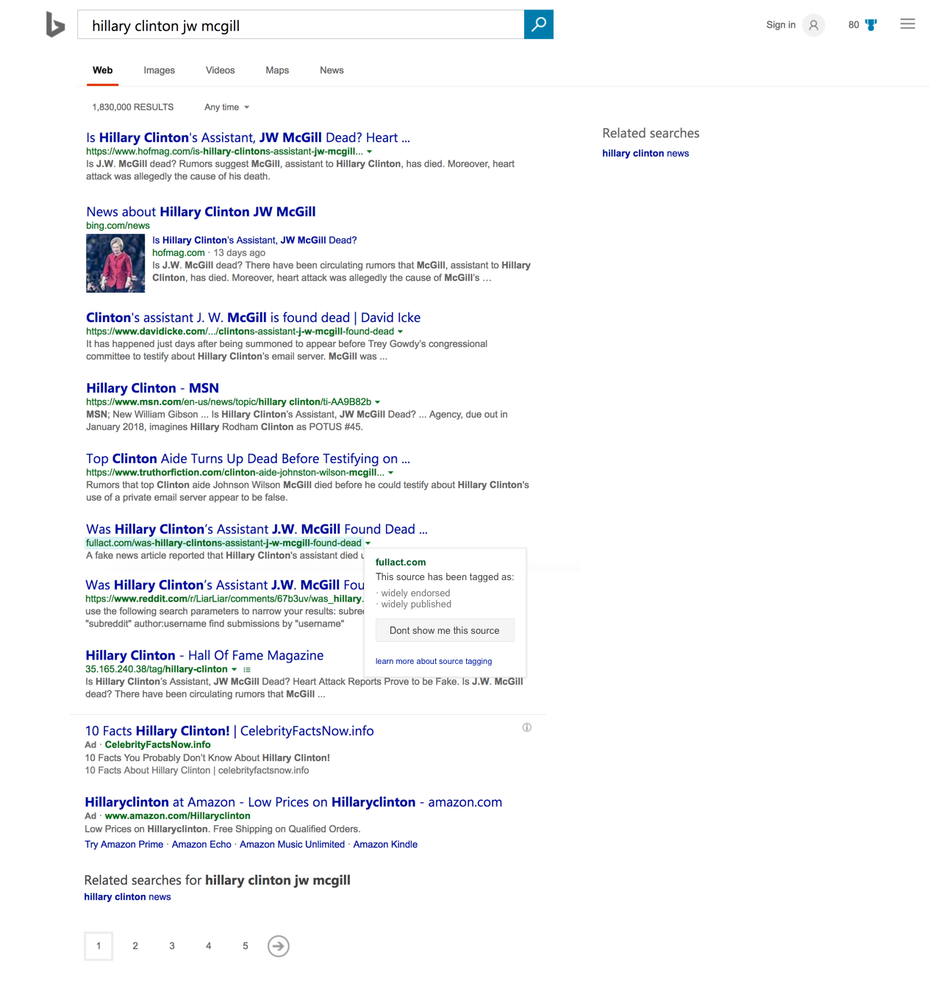 hillary clinton jw mcgill
Sign in
80
Web Images Videos Maps News
1,830,000 RESULTS Any time
Is Hillary Clinton's Assistant, JW McGill Dead? Heart ...
https://www.hofmag.com/is-hillary-clintons-assistant-jw-mcgill...
Is J.W. McGill dead? Rumors suggest McGill, assistant to Hillary Clinton, has died. Moreover, heart
attack was allegedly the cause of his death.
Related searches
hillary clinton news
News about Hillary Clinton JW McGill
bing.com/news
Is Hillary Clinton's Assistant, JW McGill Dead?
hofmag.com · 13 days ago
Is J.W. McGill dead? There have been circulating rumors that McGill, assistant to Hillary
Clinton, has died. Moreover, heart attack was allegedly the cause of McGill's …
Clinton's assistant J. W. McGill is found dead | David Icke
https://www.davidicke.com/.../clintons-assistant-j-w-mcgill-found-dead
It has happened just days after being summoned to appear before Trey Gowdy's congressional
committee to testify about Hillary Clinton's email server. McGill was ...
Hillary Clinton - MSN
https://www.msn.com/en-us/news/topic/hillary clinton/ti-AA9B82b
MSN; New William Gibson ... Is Hillary Clinton's Assistant, JW McGill Dead? ... Agency, due out in
January 2018, imagines Hillary Rodham Clinton as POTUS #45.
Top Clinton Aide Turns Up Dead Before Testifying on ...
https://www.truthorfiction.com/clinton-aide-johnston-wilson-mcgill...
Rumors that top Clinton aide Johnson Wilson McGill died before he could testify about Hillary Clinton's
use of a private email server appear to be false.
Was Hillary Clinton's Assistant J.W. McGill Found Dead ...
fullact.com/was-hillary-clintons-assistant-j-w-mcgill-found-dead
A fake news article reported that Hillary Clinton's assistant died
fullact.com
This source has been tagged as:
· widely endorsed
· widely published
Dont show me this source
learn more about source tagging
Was Hillary Clinton's Assistant J.W. McGill Fou
https://www.reddit.com/r/LiarLiar/comments/67b3uv/was_hillary.
use the following search parameters to narrow your results: subre
"subreddit" author:username find submissions by "username"
Hillary Clinton - Hall Of Fame Magazine
35.165.240.38/tag/hillary-clinton
Is Hillary Clinton's Assistant, JW McGill Dead? Heart Attack Reports Prove to be Fake. Is J.W. McGill
dead? There have been circulating rumors that McGill ...
10 Facts Hillary Clinton! | CelebrityFactsNow.info
Ad · CelebrityFactsNow.info
10 Facts You Probably Don't Know About Hillary Clinton!
10 Facts About Hillary Clinton | celebrityfactsnow.info
Hillaryclinton at Amazon - Low Prices on Hillaryclinton - amazon.com
Ad · www.amazon.com/Hillaryclinton
Low Prices on Hillaryclinton. Free Shipping on Qualified Orders.
Try Amazon Prime · Amazon Echo · Amazon Music Unlimited · Amazon Kindle
Related searches for hillary clinton jw mcgill
hillary clinton news
1 2 3 4 5